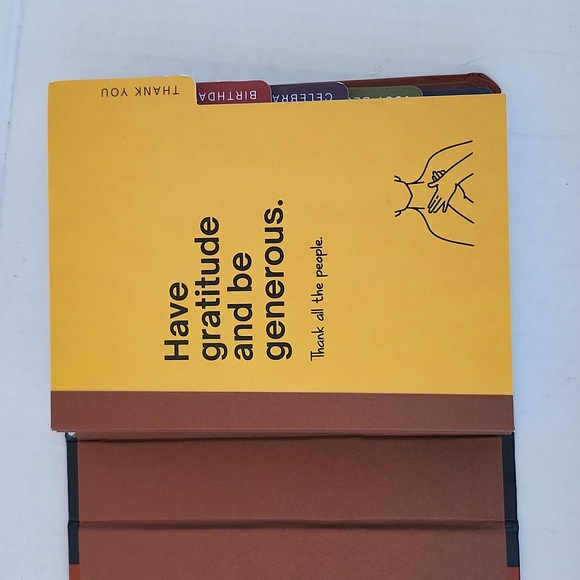 THANK YOU
BIRTHDA
CELEBRA
Have
gratitude
and be
generous.
Thank all the people.